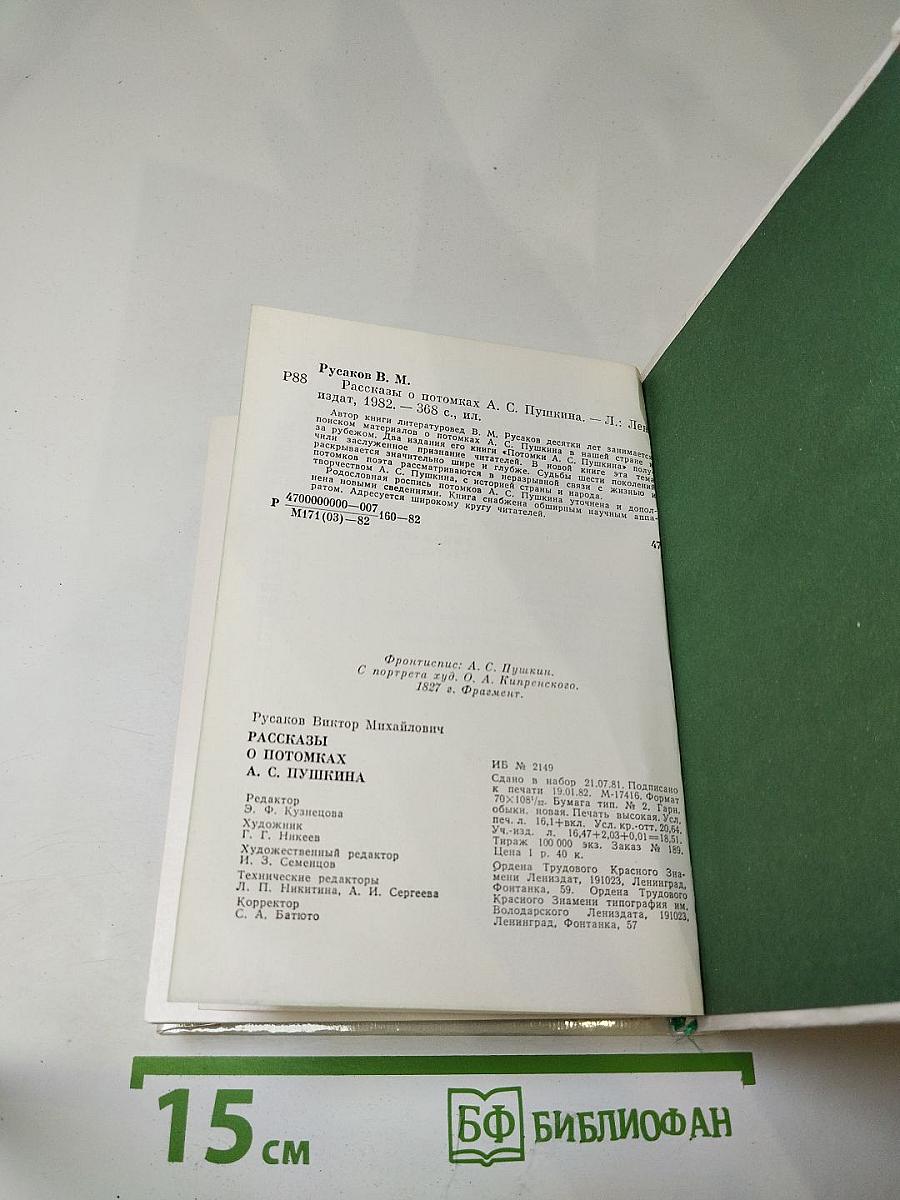 Русаков В. М.
Р88
Рассказы о потомках А. С. Пушкина. — Л.: Лен
издат, 1982. — 368 с., ил.
Автор книги литературовед В. М. Русаков десятки лет занимается
поиском материалов о потомках А. С. Пушкина в нашей стране и
за рубежом. Два издания его книги «Потомки А. С. Пушкина» полу-
чили заслуженное признание читателей. В новой книге эта тема
раскрывается значительно шире и глубже. Судьбы шести поколений
потомков поэта рассматриваются в неразрывной связи с жизнью и
творчеством А. С. Пушкина, с историей страны и народа.
Родословная роспись потомков А. С. Пушкина уточнена и допол-
нена новыми сведениями. Книга снабжена обширным научным аппа-
ратом. Адресуется широкому кругу читателей.
Р 4700000000—007
М171(03)—82 160—82
47
Фронтиспис: А. С. Пушкин.
С портрета худ. О. А. Кипренского.
1827 г. Фрагмент.
Русаков Виктор Михайлович
РАССКАЗЫ
О ПОТОМКАХ
А. С. ПУШКИНА
Редактор
Э. Ф. Кузнецова
Художник
Г. Г. Никеев
Художественный редактор
И. З. Семенцов
Технические редакторы
Л. П. Никитина, А. И. Сергеева
Корректор
С. А. Батюто
ИБ № 2149
Сдано в набор 21.07.81. Подписано
к печати 19.01.82. М-17416. Формат
70×108¹/₃₂. Бумага тип. № 2. Гарн.
обыкн. новая. Печать высокая. Усл.
печ. л. 16,1+вкл. Усл. кр.-отт. 20,64.
Уч.-изд. л. 16,47+2,03+0,01=18,51.
Тираж 100 000 экз. Заказ № 189.
Цена 1 р. 40 к.
Ордена Трудового Красного Зна-
мени Лениздат, 191023, Ленинград,
Фонтанка, 59. Ордена Трудового
Красного Знамени типография им.
Володарского Лениздата, 191023,
Ленинград, Фонтанка, 57
15 см
БФ БИБЛИОФАН